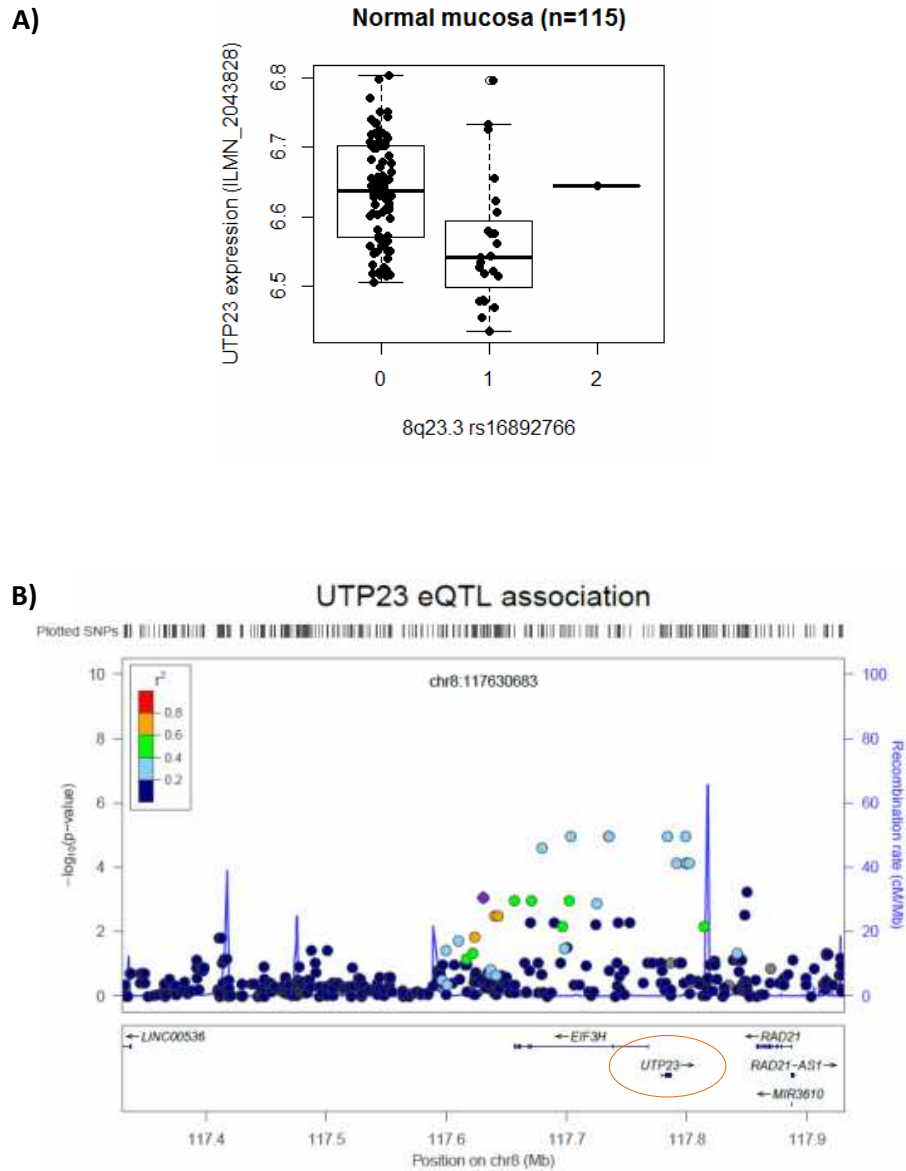 A)
Normal mucosa (n=115)
UTP23 expression (ILMN_2043828)
6.8
6.7
6.6
6.5
0 1 2
8q23.3 rs16892766
B)
UTP23 eQTL association
Plotted SNPs
10
8
6
4
2
0
−log10(p−value)
r2
0.8
0.6
0.4
0.2
chr8:117630683
100
80
60
40
20
0
Recombination rate (cM/Mb)
←LINC00536
←EIF3H
←RAD21
UTP23→
RAD21−AS1→
←MIR3610
117.4 117.5 117.6 117.7 117.8 117.9
Position on chr8 (Mb)